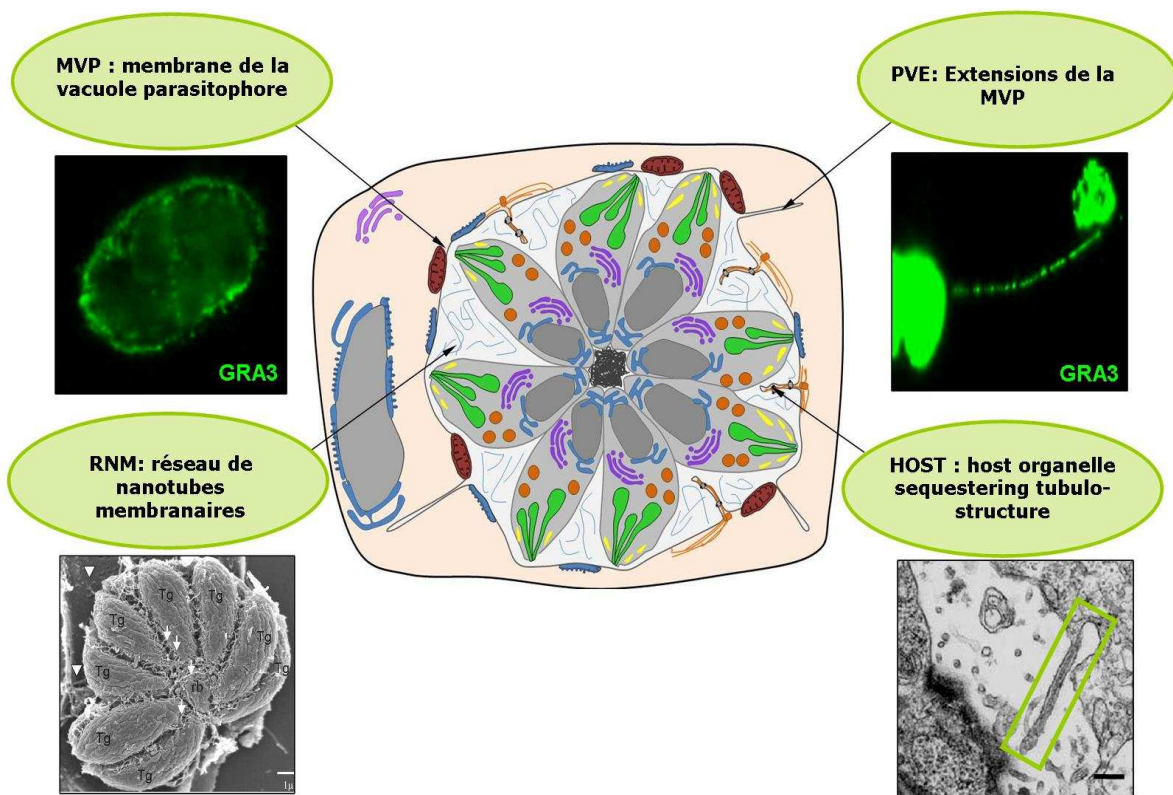 MVP : membrane de la
vacuole parasitophore
PVE: Extensions de la
MVP
GRA3
GRA3
RNM: réseau de
nanotubes
membranaires
HOST : host organelle
sequestering tubulo-
structure
Tg
Tg
Tg
Tg
Tg
Tg
Tg
Tg
rb
1µ